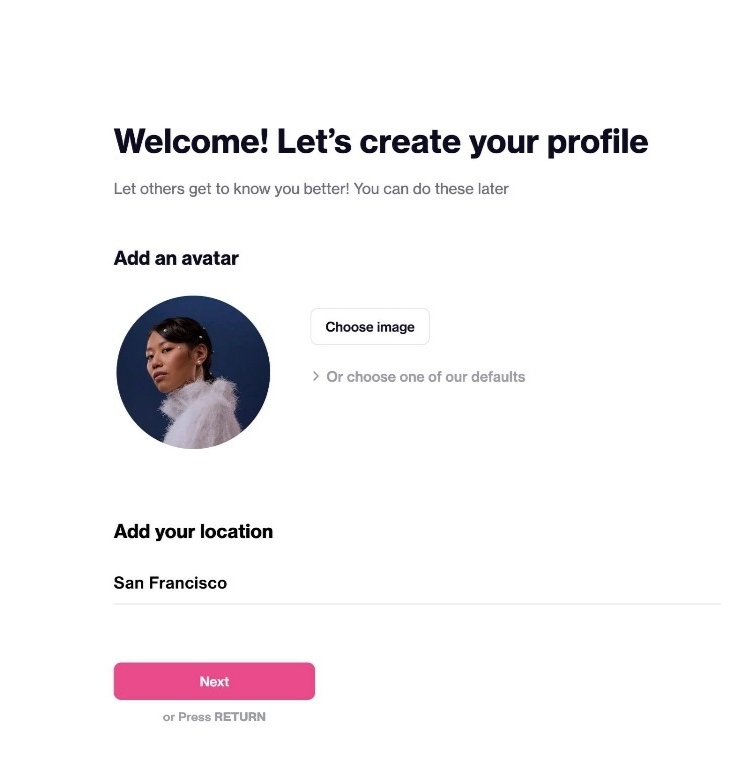 Welcome! Let’s create your profile
Let others get to know you better! You can do these later
Add an avatar
Choose image
Or choose one of our defaults
Add your location
San Francisco
Next
or Press RETURN